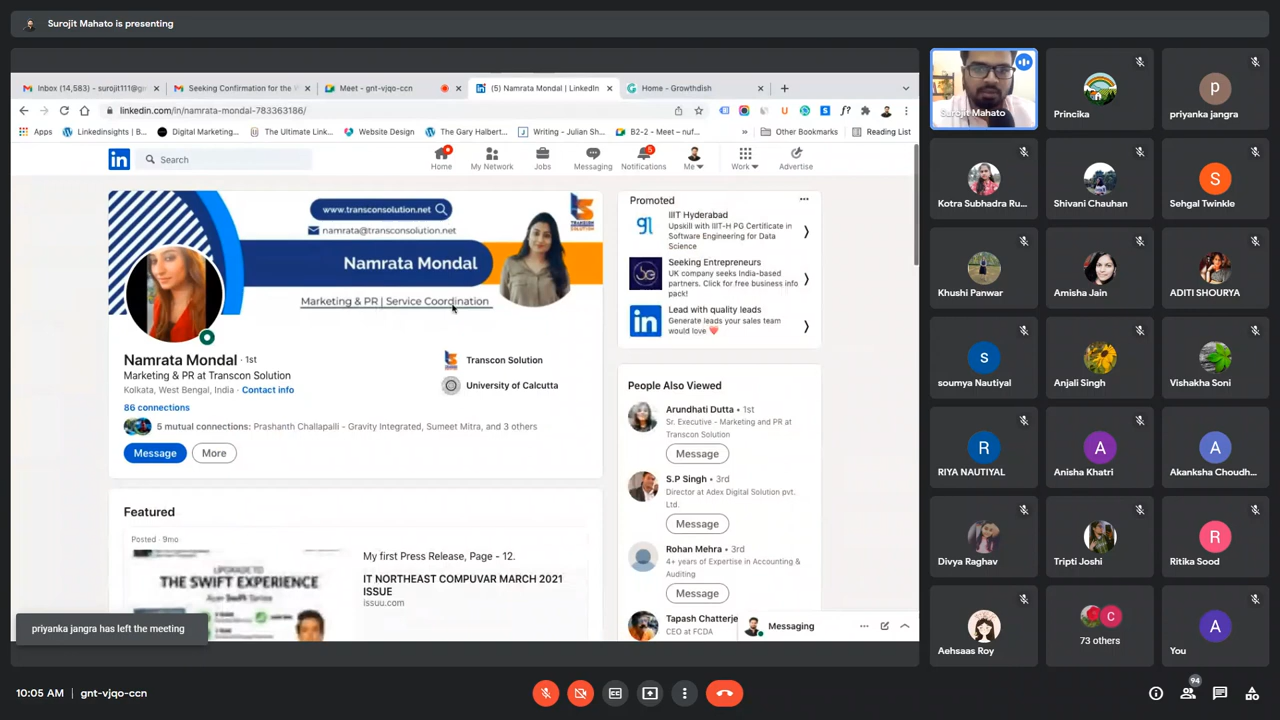 Surojit Mahato is presenting
Inbox (14,583) - surojit111@g
Seeking Confirmation for the P
Meet - gnt-vjqo-ccn
(5) Namrata Mondal | LinkedIn
Home - Growthdish
linkedin.com/in/namrata-mondal-783363186/
Apps
Linkedinsights | B...
Digital Marketing...
The Ultimate Link...
Website Design
The Gary Halbert...
Writing - Julian Sh...
B2-2 - Meet – nuf...
Other Bookmarks
Reading List
Search
Home
My Network
Jobs
Messaging
5
Notifications
Me
Work
Advertise
www.transconsolution.net
namrata@transconsolution.net
TRANSCON
SOLUTION
Namrata Mondal
Marketing & PR | Service Coordination
Namrata Mondal · 1st
Marketing & PR at Transcon Solution
Kolkata, West Bengal, India · Contact info
86 connections
5 mutual connections: Prashanth Challapalli - Gravity Integrated, Sumeet Mitra, and 3 others
Message
More
Transcon Solution
University of Calcutta
Featured
Posted · 9mo
UPGRADE TO
THE SWIFT EXPERIENCE
My first Press Release, Page - 12.
IT NORTHEAST COMPUVAR MARCH 2021
ISSUE
issuu.com
Promoted
IIIT Hyderabad
Upskill with IIIT-H PG Certificate in
Software Engineering for Data
Science
Seeking Entrepreneurs
UK company seeks India-based
partners. Click for free business info
pack!
Lead with quality leads
Generate leads your sales team
would love ❤️
People Also Viewed
Arundhati Dutta • 1st
Sr. Executive - Marketing and PR at
Transcon Solution
Message
S.P Singh • 3rd
Director at Adex Digital Solution pvt.
Ltd.
Message
Rohan Mehra • 3rd
4+ years of Expertise in Accounting &
Auditing
Message
Tapash Chatterje
CEO at FCDA
Messaging
priyanka jangra has left the meeting
Surojit Mahato
Princika
P
priyanka jangra
Kotra Subhadra Ru...
Shivani Chauhan
S
Sehgal Twinkle
Khushi Panwar
Amisha Jain
ADITI SHOURYA
S
soumya Nautiyal
Anjali Singh
Vishakha Soni
R
RIYA NAUTIYAL
A
Anisha Khatri
A
Akanksha Choudh...
Divya Raghav
Tripti Joshi
R
Ritika Sood
Aehsaas Roy
C
73 others
A
You
10:05 AM | gnt-vjqo-ccn
94